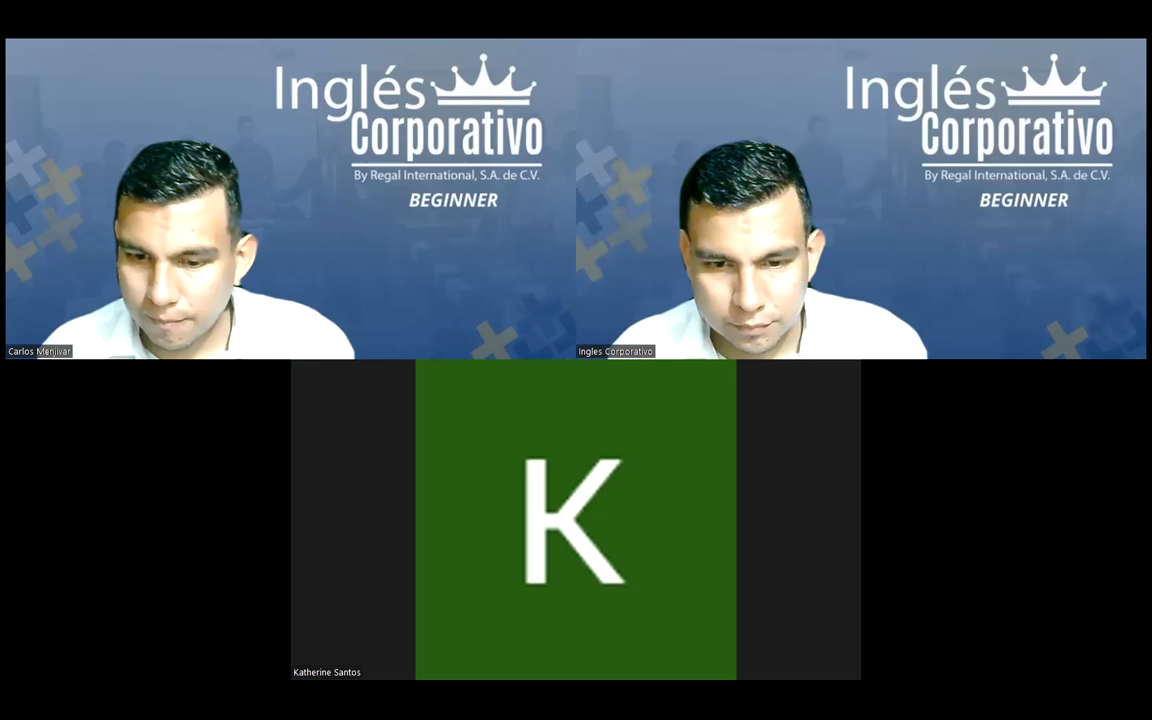 Inglés
Corporativo
By Regal International, S.A. de C.V.
BEGINNER
Carlos Menjivar
Inglés
Corporativo
By Regal International, S.A. de C.V.
BEGINNER
Ingles Corporativo
K
Katherine Santos